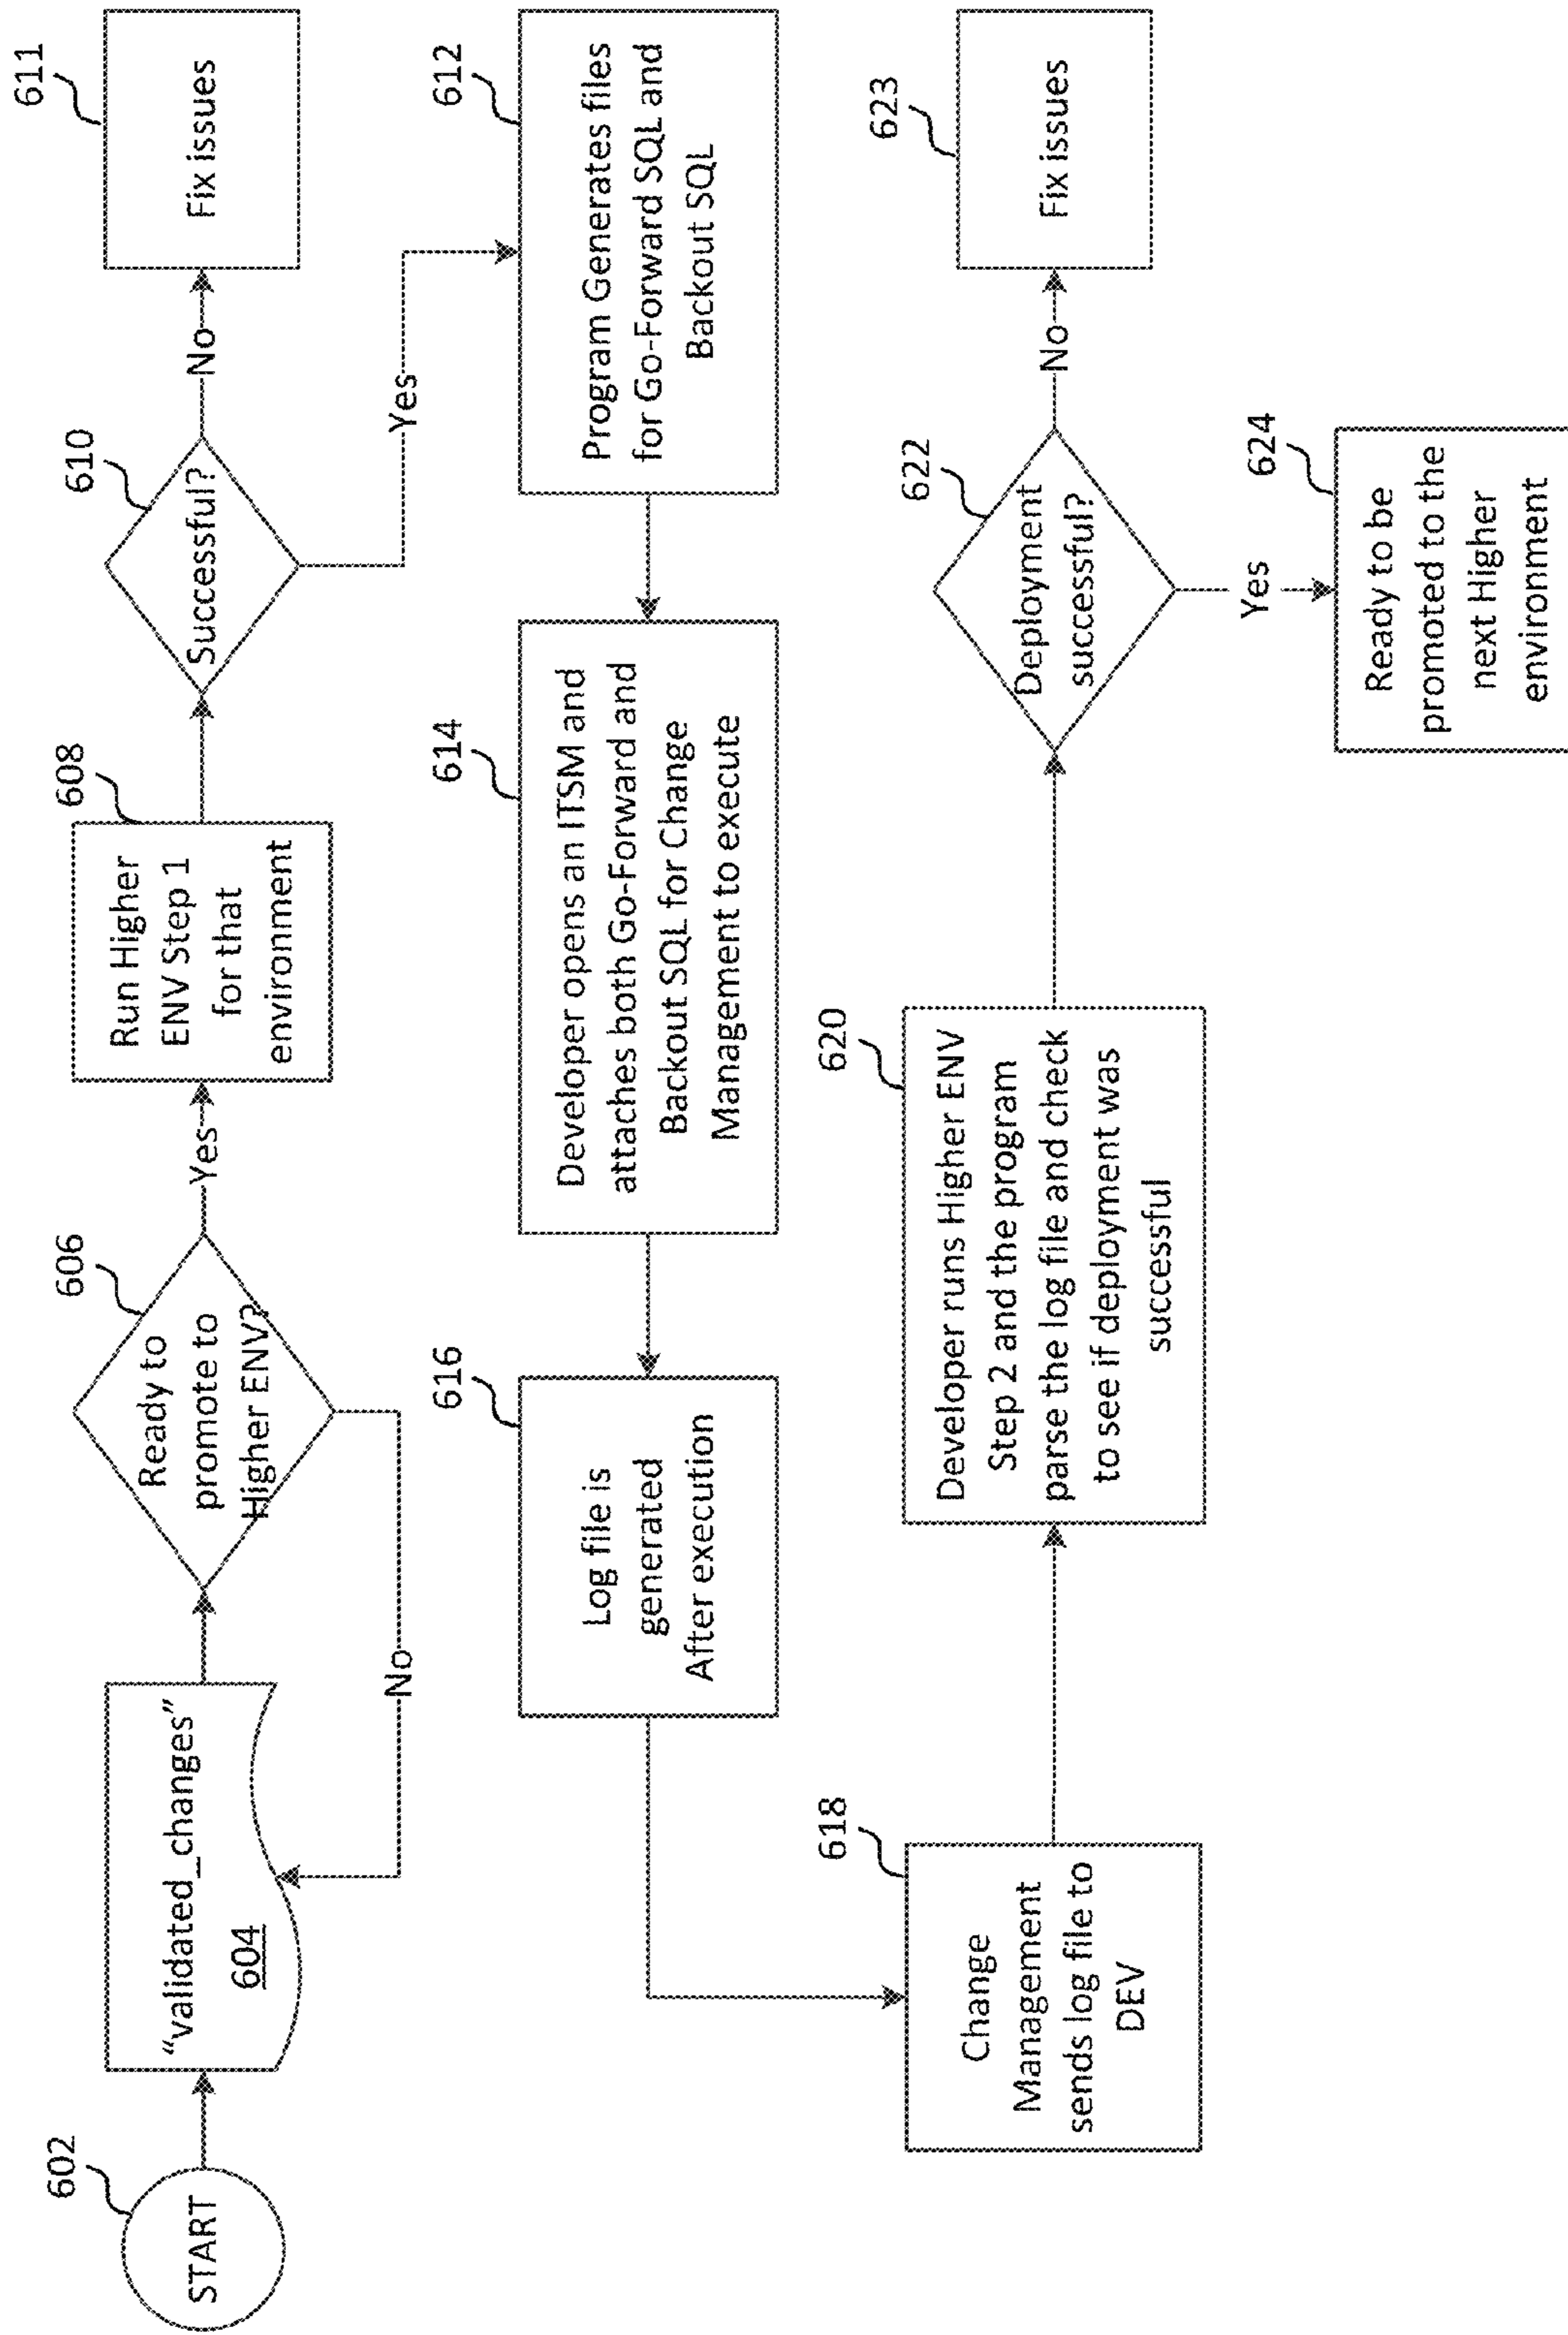 602
START
"validated_changes"
604
606
Ready to
promote to
Higher ENV?
No
Yes
608
Run Higher
ENV Step 1
for that
environment
610
Successful?
No
611
Fix issues
Yes
612
Program Generates files
for Go-Forward SQL and
Backout SQL
614
Developer opens an ITSM and
attaches both Go-Forward and
Backout SQL for Change
Management to execute
616
Log file is
generated
After execution
618
Change
Management
sends log file to
DEV
620
Developer runs Higher ENV
Step 2 and the program
parse the log file and check
to see if deployment was
successful
622
Deployment
successful?
No
623
Fix issues
Yes
624
Ready to be
promoted to the
next Higher
environment